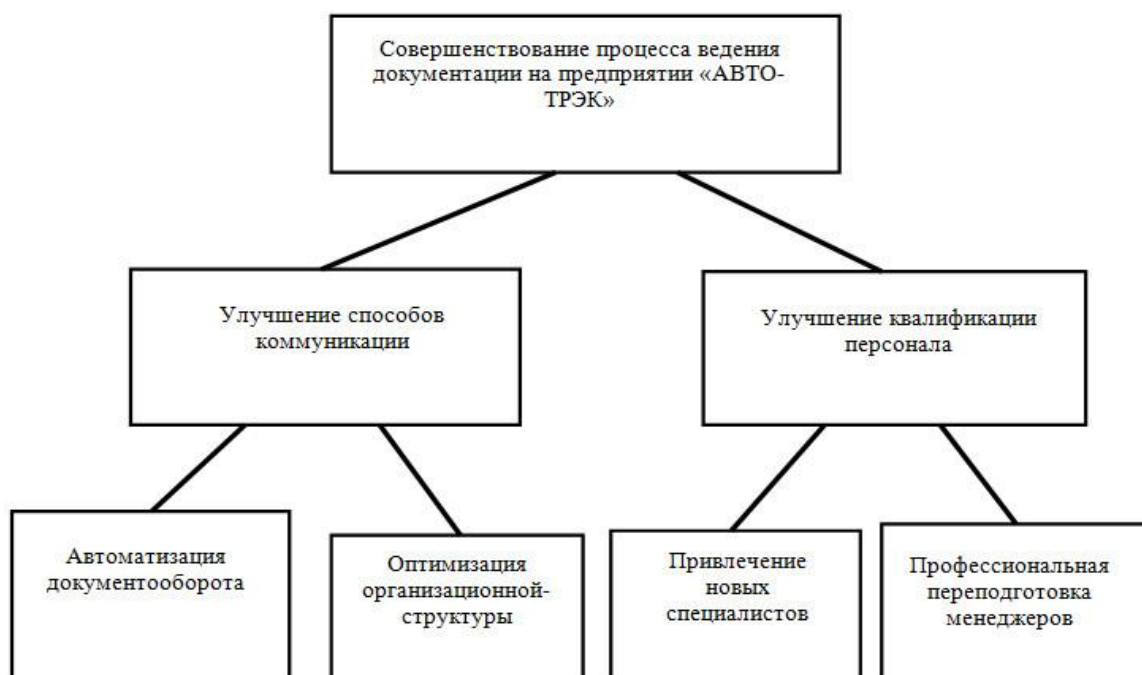 Совершенствование процесса ведения
документации на предприятии «АВТО-
ТРЭК»
Улучшение способов
коммуникации
Улучшение квалификации
персонала
Автоматизация
документооборота
Оптимизация
организационной-
структуры
Привлечение
новых
специалистов
Профессиональная
переподготовка
менеджеров